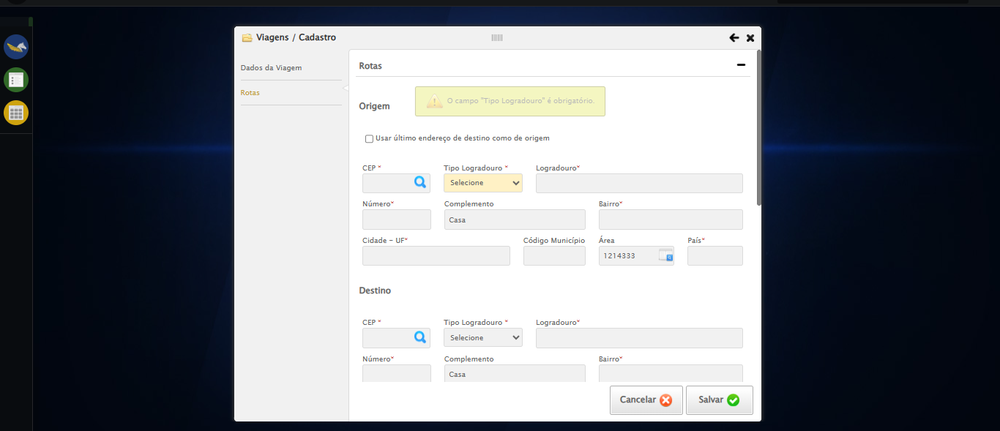 Viagens / Cadastro
Dados da Viagem
Rotas
Rotas
Origem
O campo "Tipo Logradouro" é obrigatório.
Usar último endereço de destino como de origem
CEP * Tipo Logradouro * Logradouro*
Selecione
Número* Complemento Bairro*
Casa
Cidade - UF* Código Município Área País*
1214333
Destino
CEP * Tipo Logradouro * Logradouro*
Selecione
Número* Complemento Bairro*
Casa
Cancelar Salvar